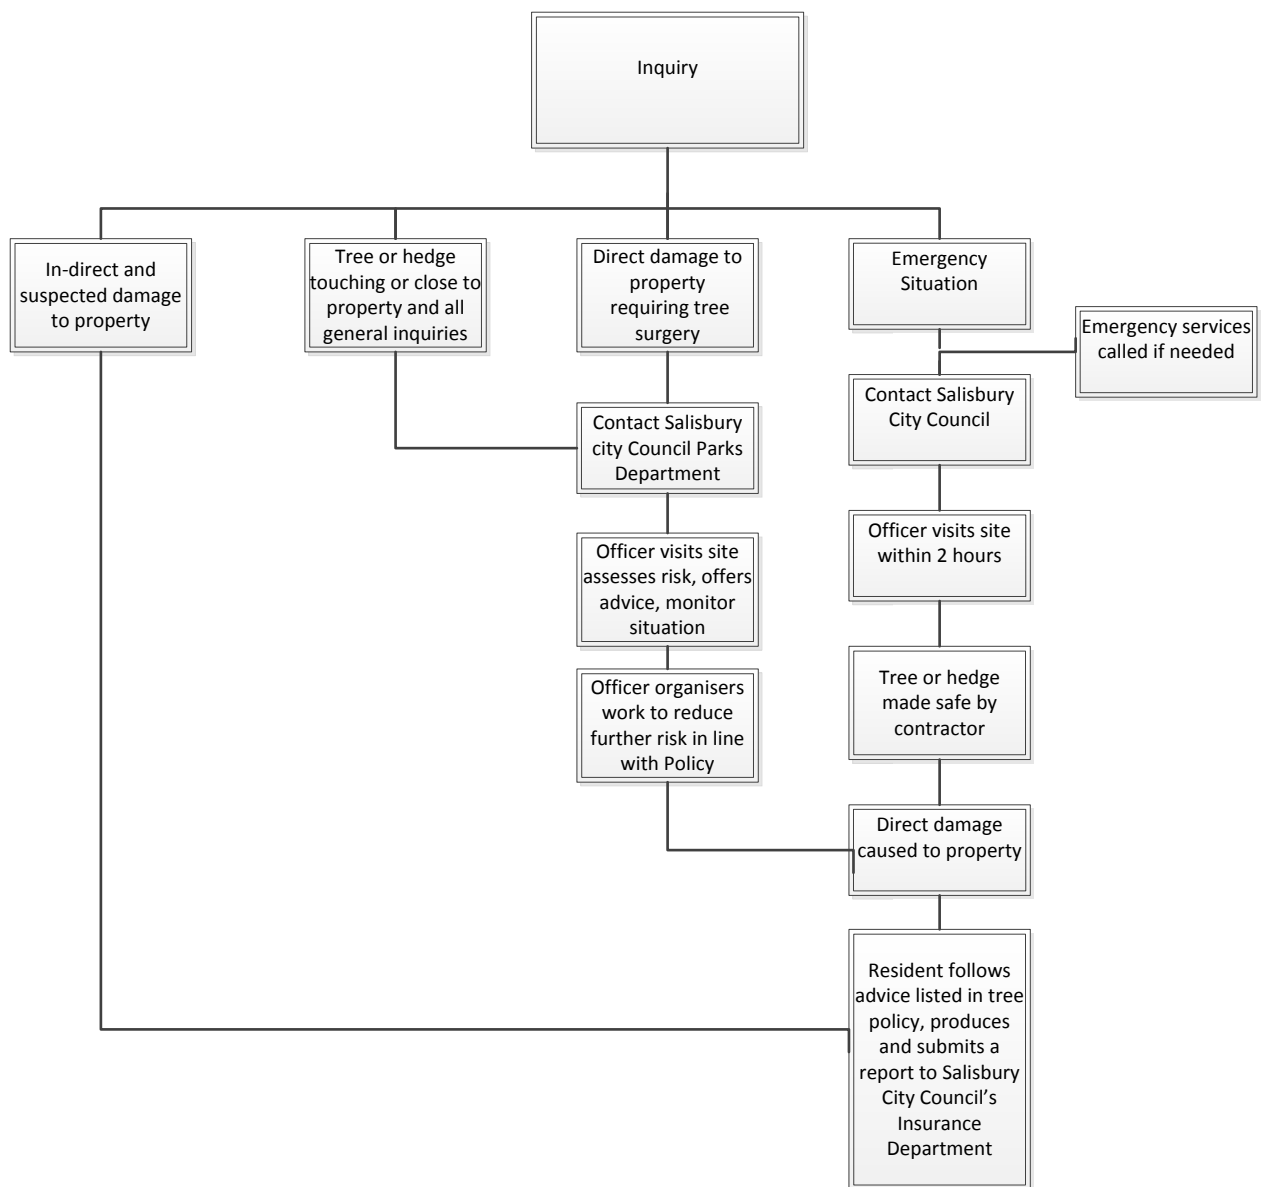 Inquiry
In-direct and
suspected damage
to property
Tree or hedge
touching or close to
property and all
general inquiries
Direct damage to
property
requiring tree
surgery
Emergency
Situation
Emergency services
called if needed
Contact Salisbury
city Council Parks
Department
Contact Salisbury
City Council
Officer visits site
assesses risk, offers
advice, monitor
situation
Officer visits site
within 2 hours
Officer organisers
work to reduce
further risk in line
with Policy
Tree or hedge
made safe by
contractor
Direct damage
caused to property
Resident follows
advice listed in tree
policy, produces
and submits a
report to Salisbury
City Council’s
Insurance
Department